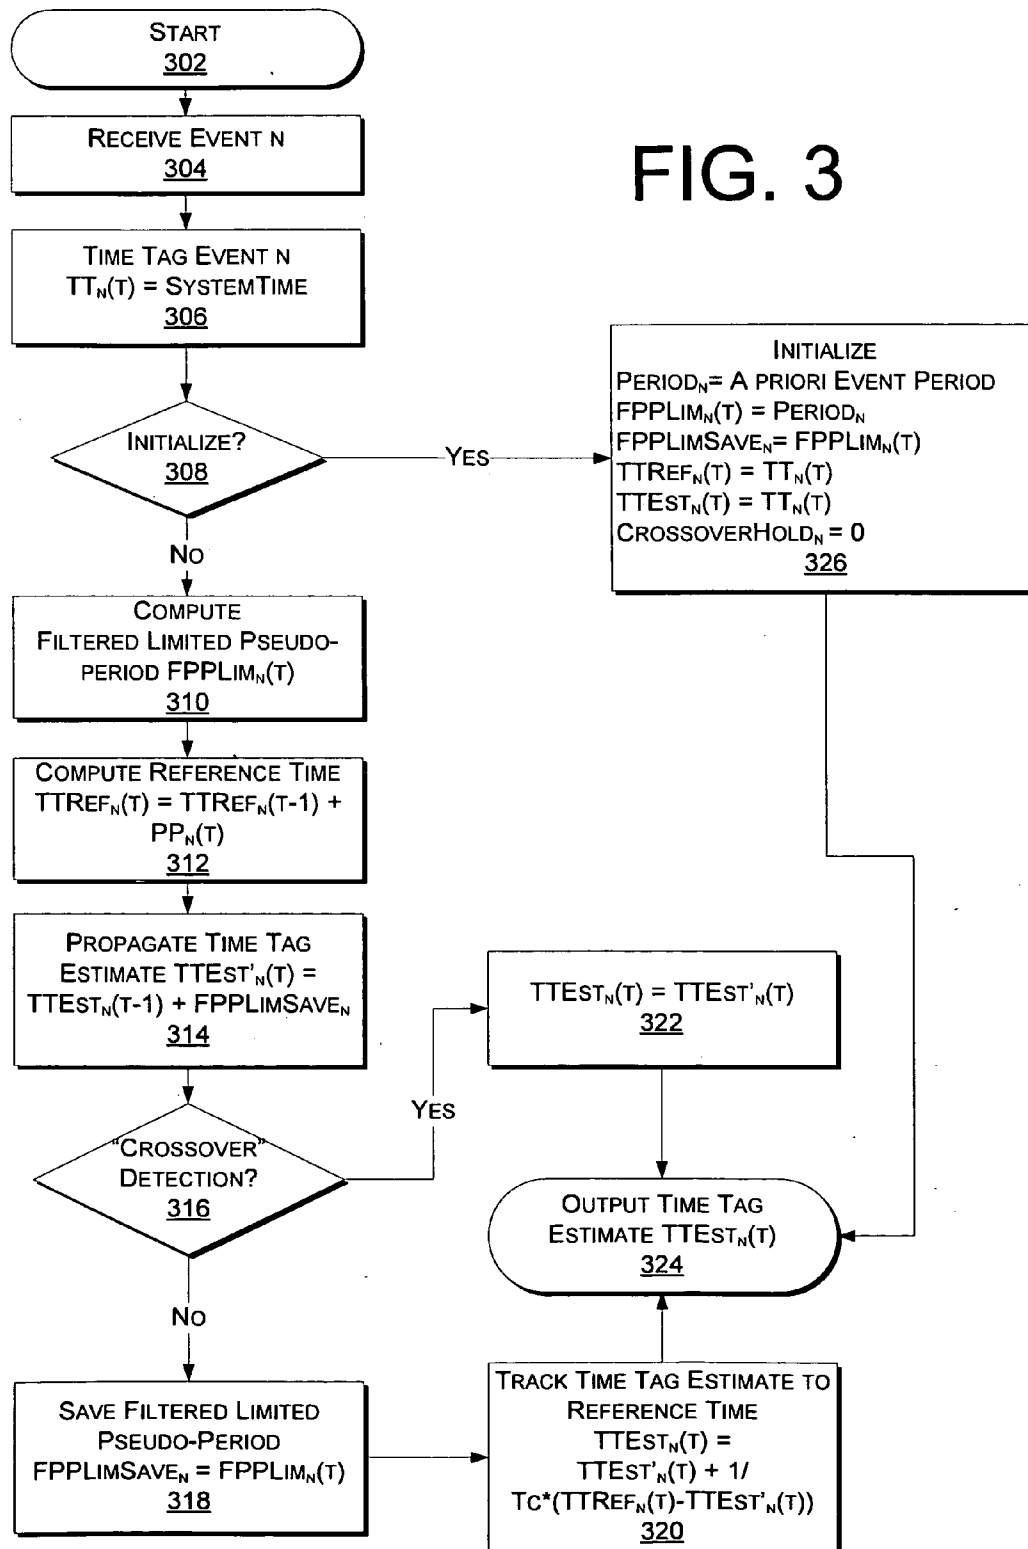 START
302
RECEIVE EVENT N
304
FIG. 3
TIME TAG EVENT N
TTN(T) = SYSTEMTIME
306
INITIALIZE?
308
YES
INITIALIZE
PERIODN= A PRIORI EVENT PERIOD
FPPLIMN(T) = PERIODN
FPPLIMSAVEN= FPPLIMN(T)
TTREFN(T) = TTN(T)
TTESTN(T) = TTN(T)
CROSSOVERHOLDN = 0
326
NO
COMPUTE
FILTERED LIMITED PSEUDO-
PERIOD FPPLIMN(T)
310
COMPUTE REFERENCE TIME
TTREFN(T) = TTREFN(T-1) +
PPN(T)
312
PROPAGATE TIME TAG
ESTIMATE TTEST'N(T) =
TTESTN(T-1) + FPPLIMSAVEN
314
TTESTN(T) = TTEST'N(T)
322
YES
"CROSSOVER"
DETECTION?
316
OUTPUT TIME TAG
ESTIMATE TTESTN(T)
324
NO
SAVE FILTERED LIMITED
PSEUDO-PERIOD
FPPLIMSAVEN = FPPLIMN(T)
318
TRACK TIME TAG ESTIMATE TO
REFERENCE TIME
TTESTN(T) =
TTEST'N(T) + 1/
TC*(TTREFN(T)-TTEST'N(T))
320